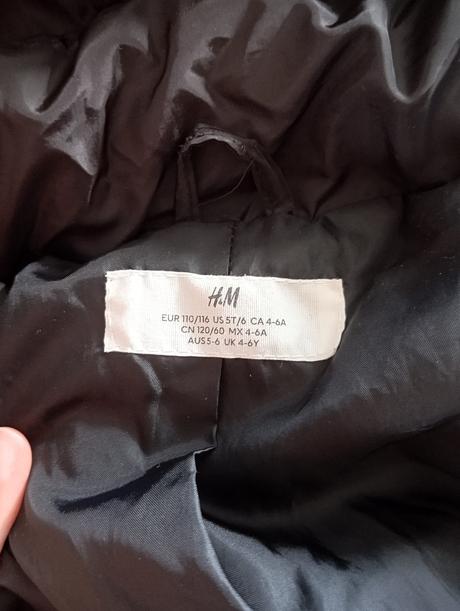 H&M
EUR 110/116 US 5T/6 CA 4-6A
CN 120/60 MX 4-6A
AUS 5-6 UK 4-6Y